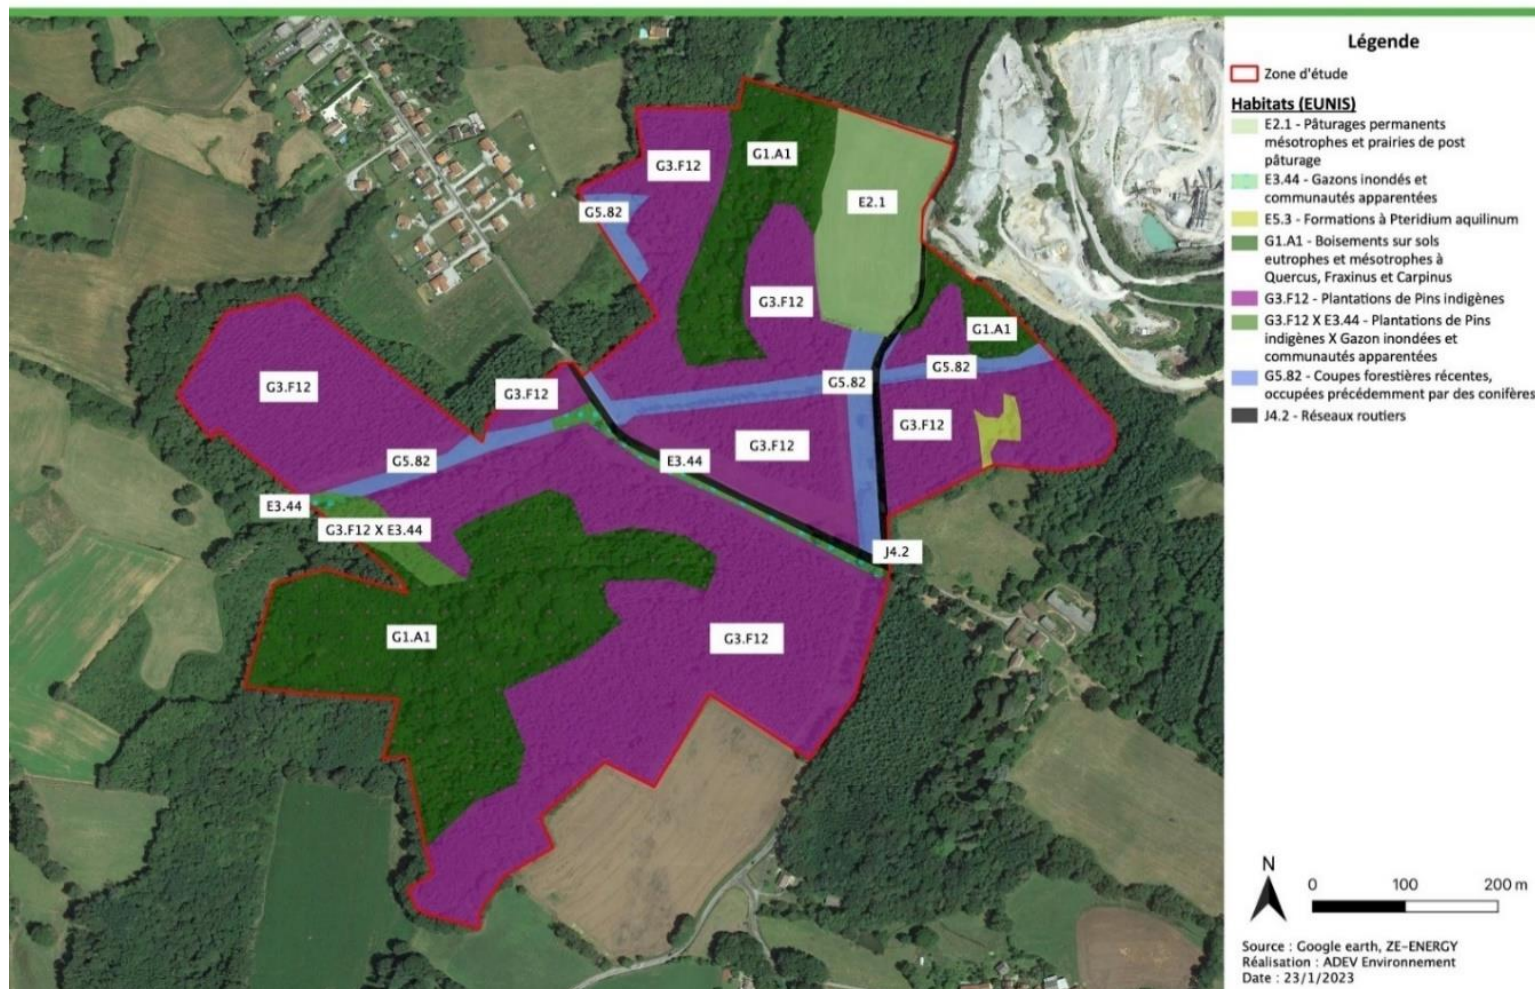 Légende
Zone d'étude
Habitats (EUNIS)
E2.1 - Pâturages permanents
mésotrophes et prairies de post
pâturage
E3.44 - Gazons inondés et
communautés apparentées
E5.3 - Formations à Pteridium aquilinum
G1.A1 - Boisements sur sols
eutrophes et mésotrophes à
Quercus, Fraxinus et Carpinus
G3.F12 - Plantations de Pins indigènes
G3.F12 X E3.44 - Plantations de Pins
indigènes X Gazon inondées et
communautés apparentées
G5.82 - Coupes forestières récentes,
occupées précédemment par des conifères
J4.2 - Réseaux routiers
G1.A1
G3.F12
E2.1
G5.82
G3.F12
G1.A1
G5.82
G5.82
G3.F12
G3.F12
G3.F12
G3.F12
G5.82
E3.44
E3.44
G3.F12 X E3.44
J4.2
G1.A1
G3.F12
N
0 100 200 m
Source : Google earth, ZE-ENERGY
Réalisation : ADEV Environnement
Date : 23/1/2023